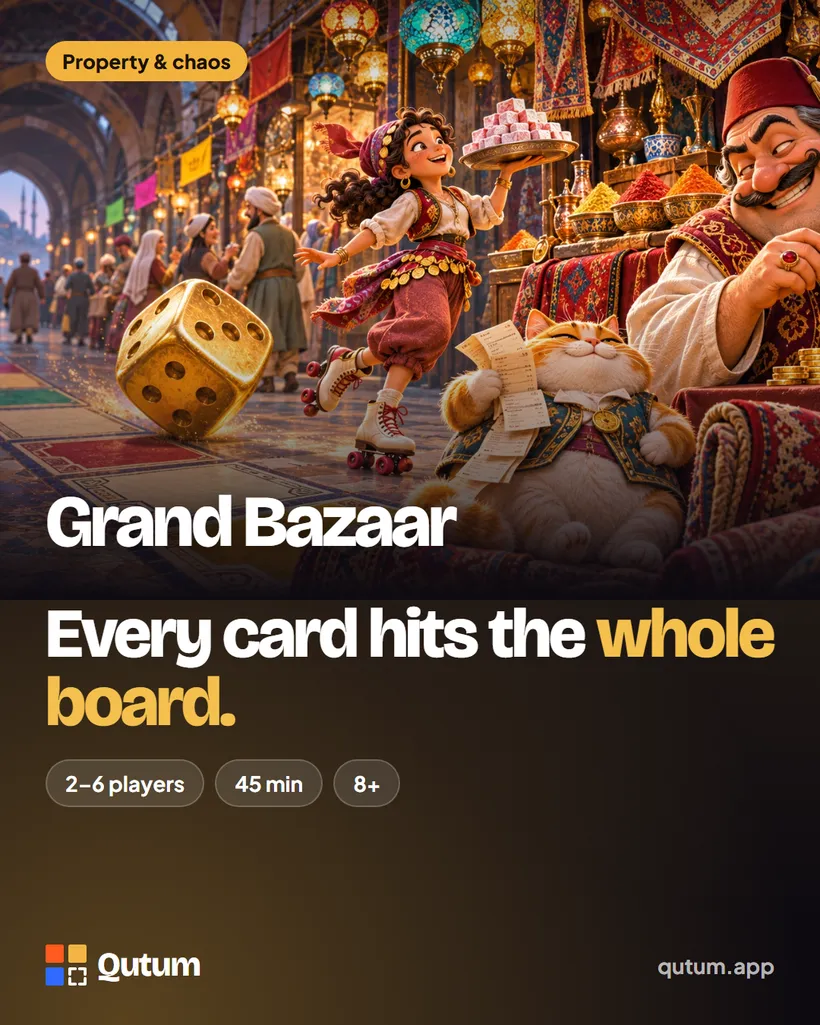 Property & chaos
Grand Bazaar
Every card hits the whole
board.
2–6 players
45 min
8+
Qutum
qutum.app